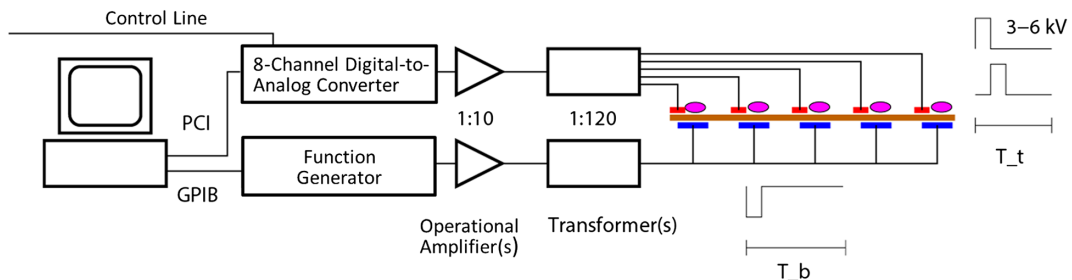 Control Line
3–6 kV
8-Channel Digital-to-
Analog Converter
PCI
1:10
1:120
T_t
Function
Generator
GPIB
Operational
Amplifier(s)
Transformer(s)
T_b